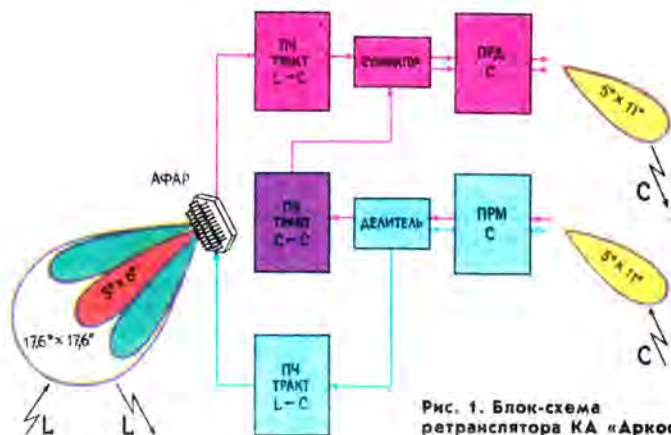 ПЧ
ТРАКТ
L – C
СУММАТОР
ПРД
C
5° x 11°
C
АФАР
ПЧ
ТРАКТ
C – C
ДЕЛИТЕЛЬ
ПРМ
C
5° x 11°
C
5° x 6°
17,6° x 17,6°
L
L
ПЧ
ТРАКТ
L – C
Рис. 1. Блок-схема
ретранслятора КА «Аркос